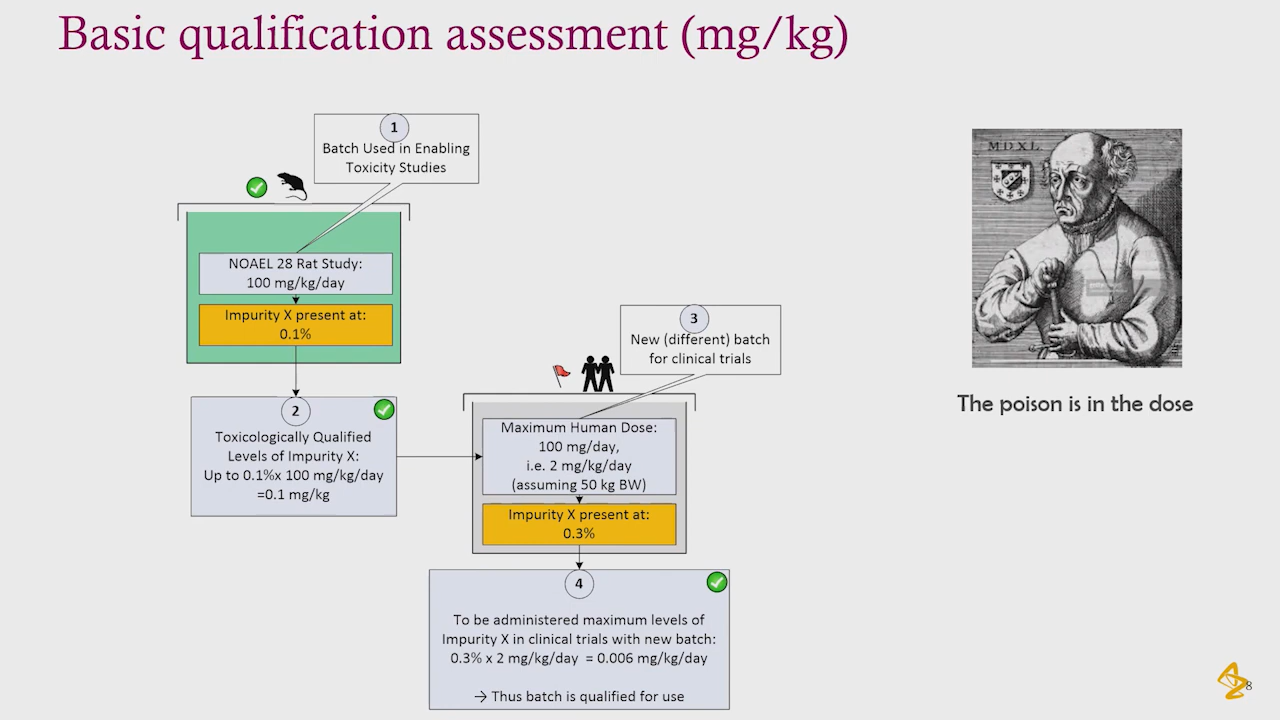 Basic qualification assessment (mg/kg)
1
Batch Used in Enabling
Toxicity Studies
NOAEL 28 Rat Study:
100 mg/kg/day
Impurity X present at:
0.1%
2
Toxicologically Qualified
Levels of Impurity X:
Up to 0.1%x 100 mg/kg/day
=0.1 mg/kg
3
New (different) batch
for clinical trials
Maximum Human Dose:
100 mg/day,
i.e. 2 mg/kg/day
(assuming 50 kg BW)
Impurity X present at:
0.3%
4
To be administered maximum levels of
Impurity X in clinical trials with new batch:
0.3% x 2 mg/kg/day = 0.006 mg/kg/day
→ Thus batch is qualified for use
MDXL
The poison is in the dose
8